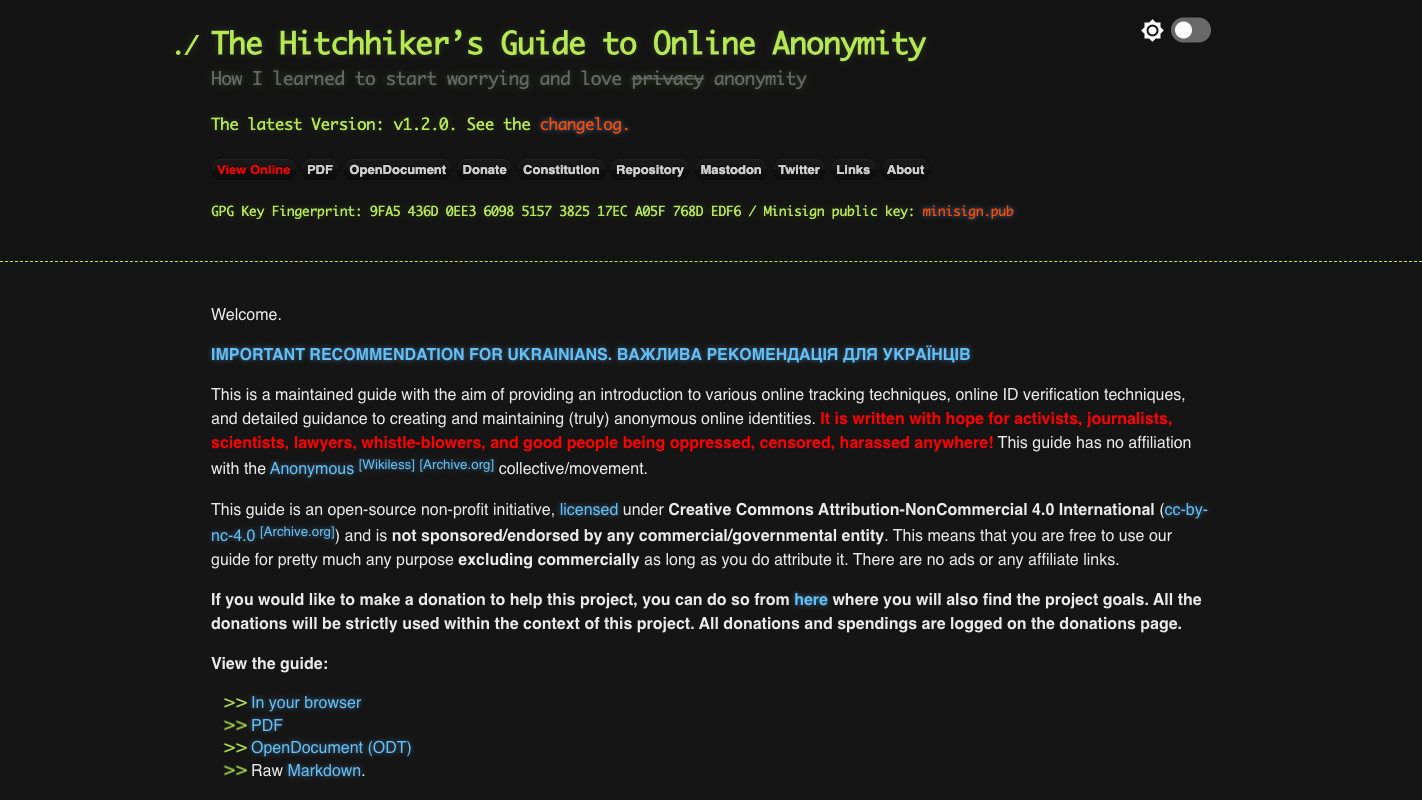 ./ The Hitchhiker’s Guide to Online Anonymity
How I learned to start worrying and love privacy anonymity
The latest Version: v1.2.0. See the changelog.
View Online PDF OpenDocument Donate Constitution Repository Mastodon Twitter Links About
GPG Key Fingerprint: 9FA5 436D 0EE3 6098 5157 3825 17EC A05F 768D EDF6 / Minisign public key: minisign.pub
Welcome.
IMPORTANT RECOMMENDATION FOR UKRAINIANS. ВАЖЛИВА РЕКОМЕНДАЦІЯ ДЛЯ УКРАЇНЦІВ
This is a maintained guide with the aim of providing an introduction to various online tracking techniques, online ID verification techniques,
and detailed guidance to creating and maintaining (truly) anonymous online identities. It is written with hope for activists, journalists,
scientists, lawyers, whistle-blowers, and good people being oppressed, censored, harassed anywhere! This guide has no affiliation
with the Anonymous [Wikiless] [Archive.org] collective/movement.
This guide is an open-source non-profit initiative, licensed under Creative Commons Attribution-NonCommercial 4.0 International (cc-by-
nc-4.0 [Archive.org]) and is not sponsored/endorsed by any commercial/governmental entity. This means that you are free to use our
guide for pretty much any purpose excluding commercially as long as you do attribute it. There are no ads or any affiliate links.
If you would like to make a donation to help this project, you can do so from here where you will also find the project goals. All the
donations will be strictly used within the context of this project. All donations and spendings are logged on the donations page.
View the guide:
>> In your browser
>> PDF
>> OpenDocument (ODT)
>> Raw Markdown.